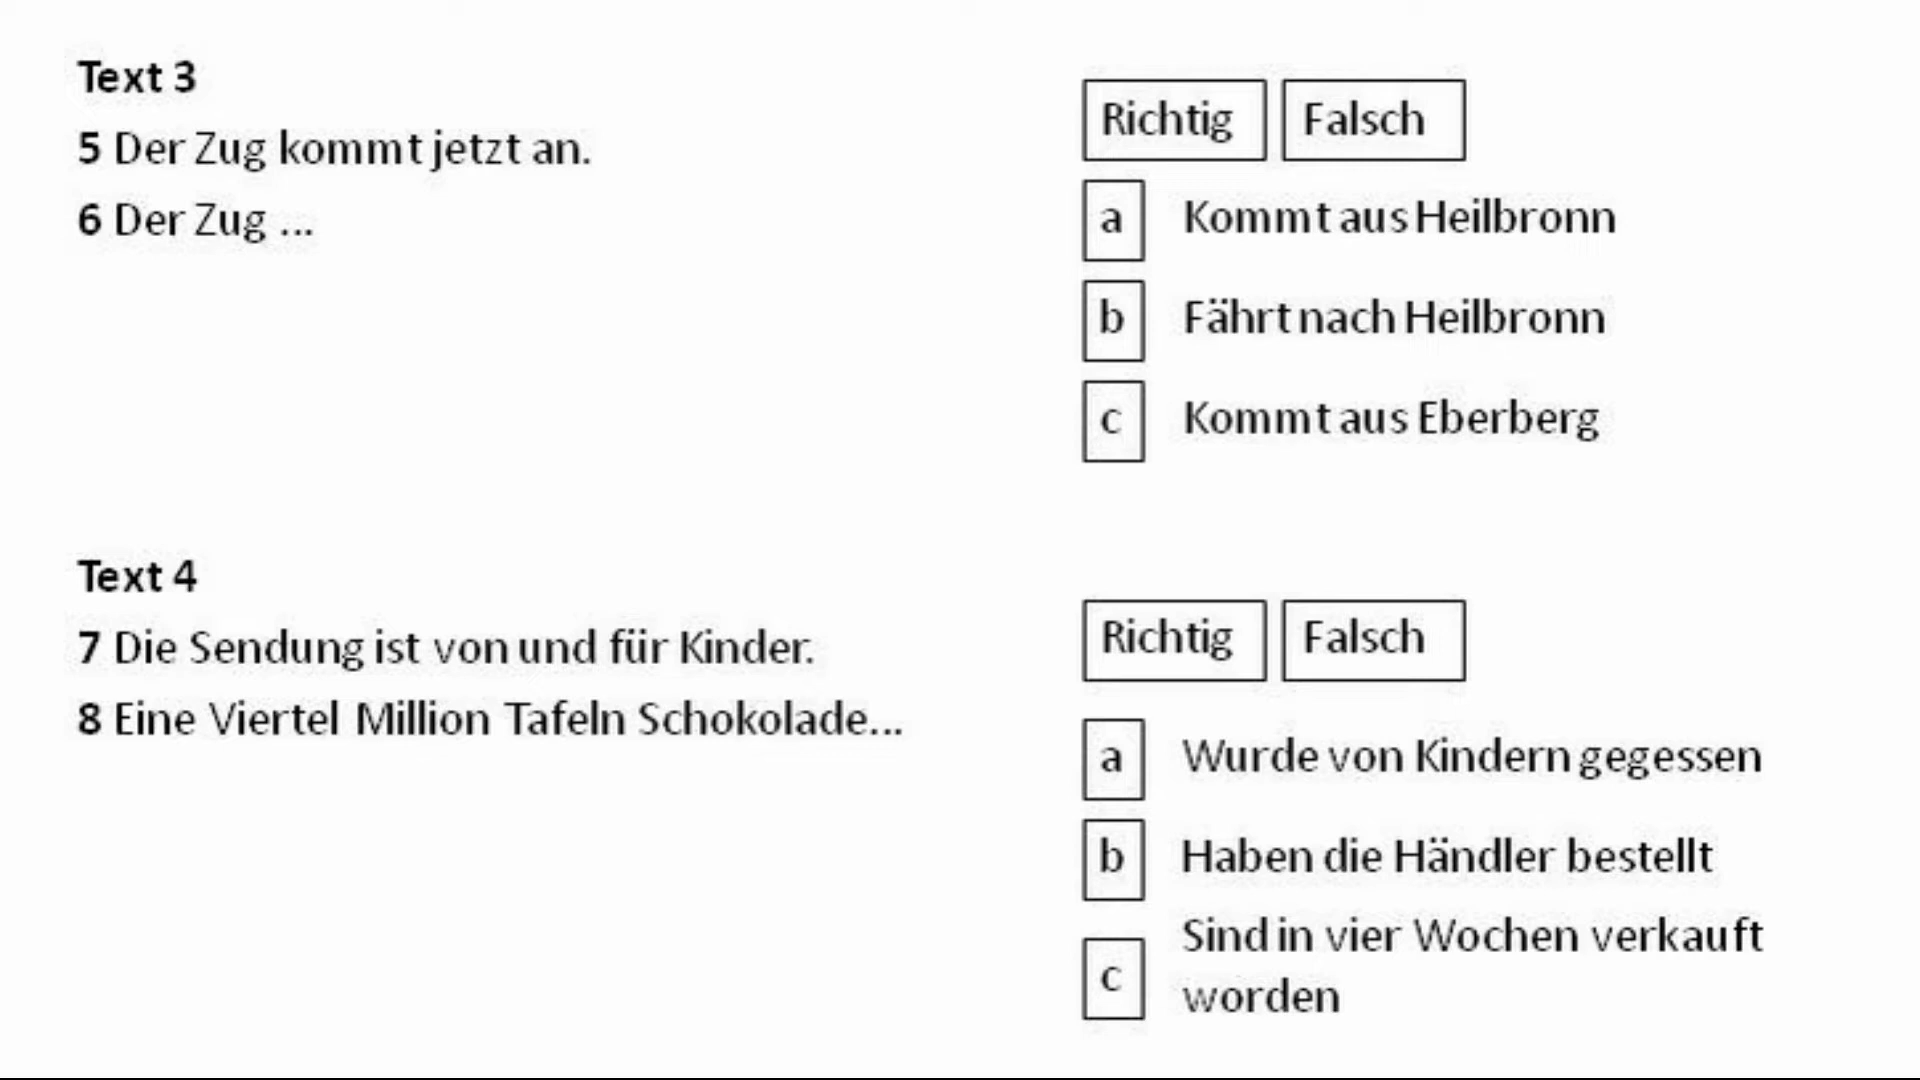 Text 3
Richtig Falsch
5 Der Zug kommt jetzt an.
6 Der Zug ...
a Kommt aus Heilbronn
b Fährt nach Heilbronn
c Kommt aus Eberberg
Text 4
Richtig Falsch
7 Die Sendung ist von und für Kinder.
8 Eine Viertel Million Tafeln Schokolade...
a Wurde von Kindern gegessen
b Haben die Händler bestellt
c Sind in vier Wochen verkauft
worden